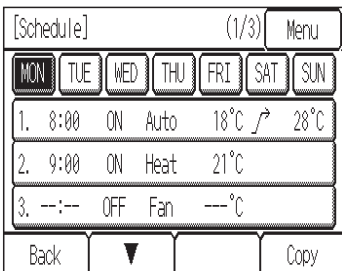 [Schedule] (1/3) Menu
MON TUE WED THU FRI SAT SUN
1. 8:00 ON Auto 18°C 28°C
2. 9:00 ON Heat 21°C
3. --:-- OFF Fan ---°C
Back ▼ Copy